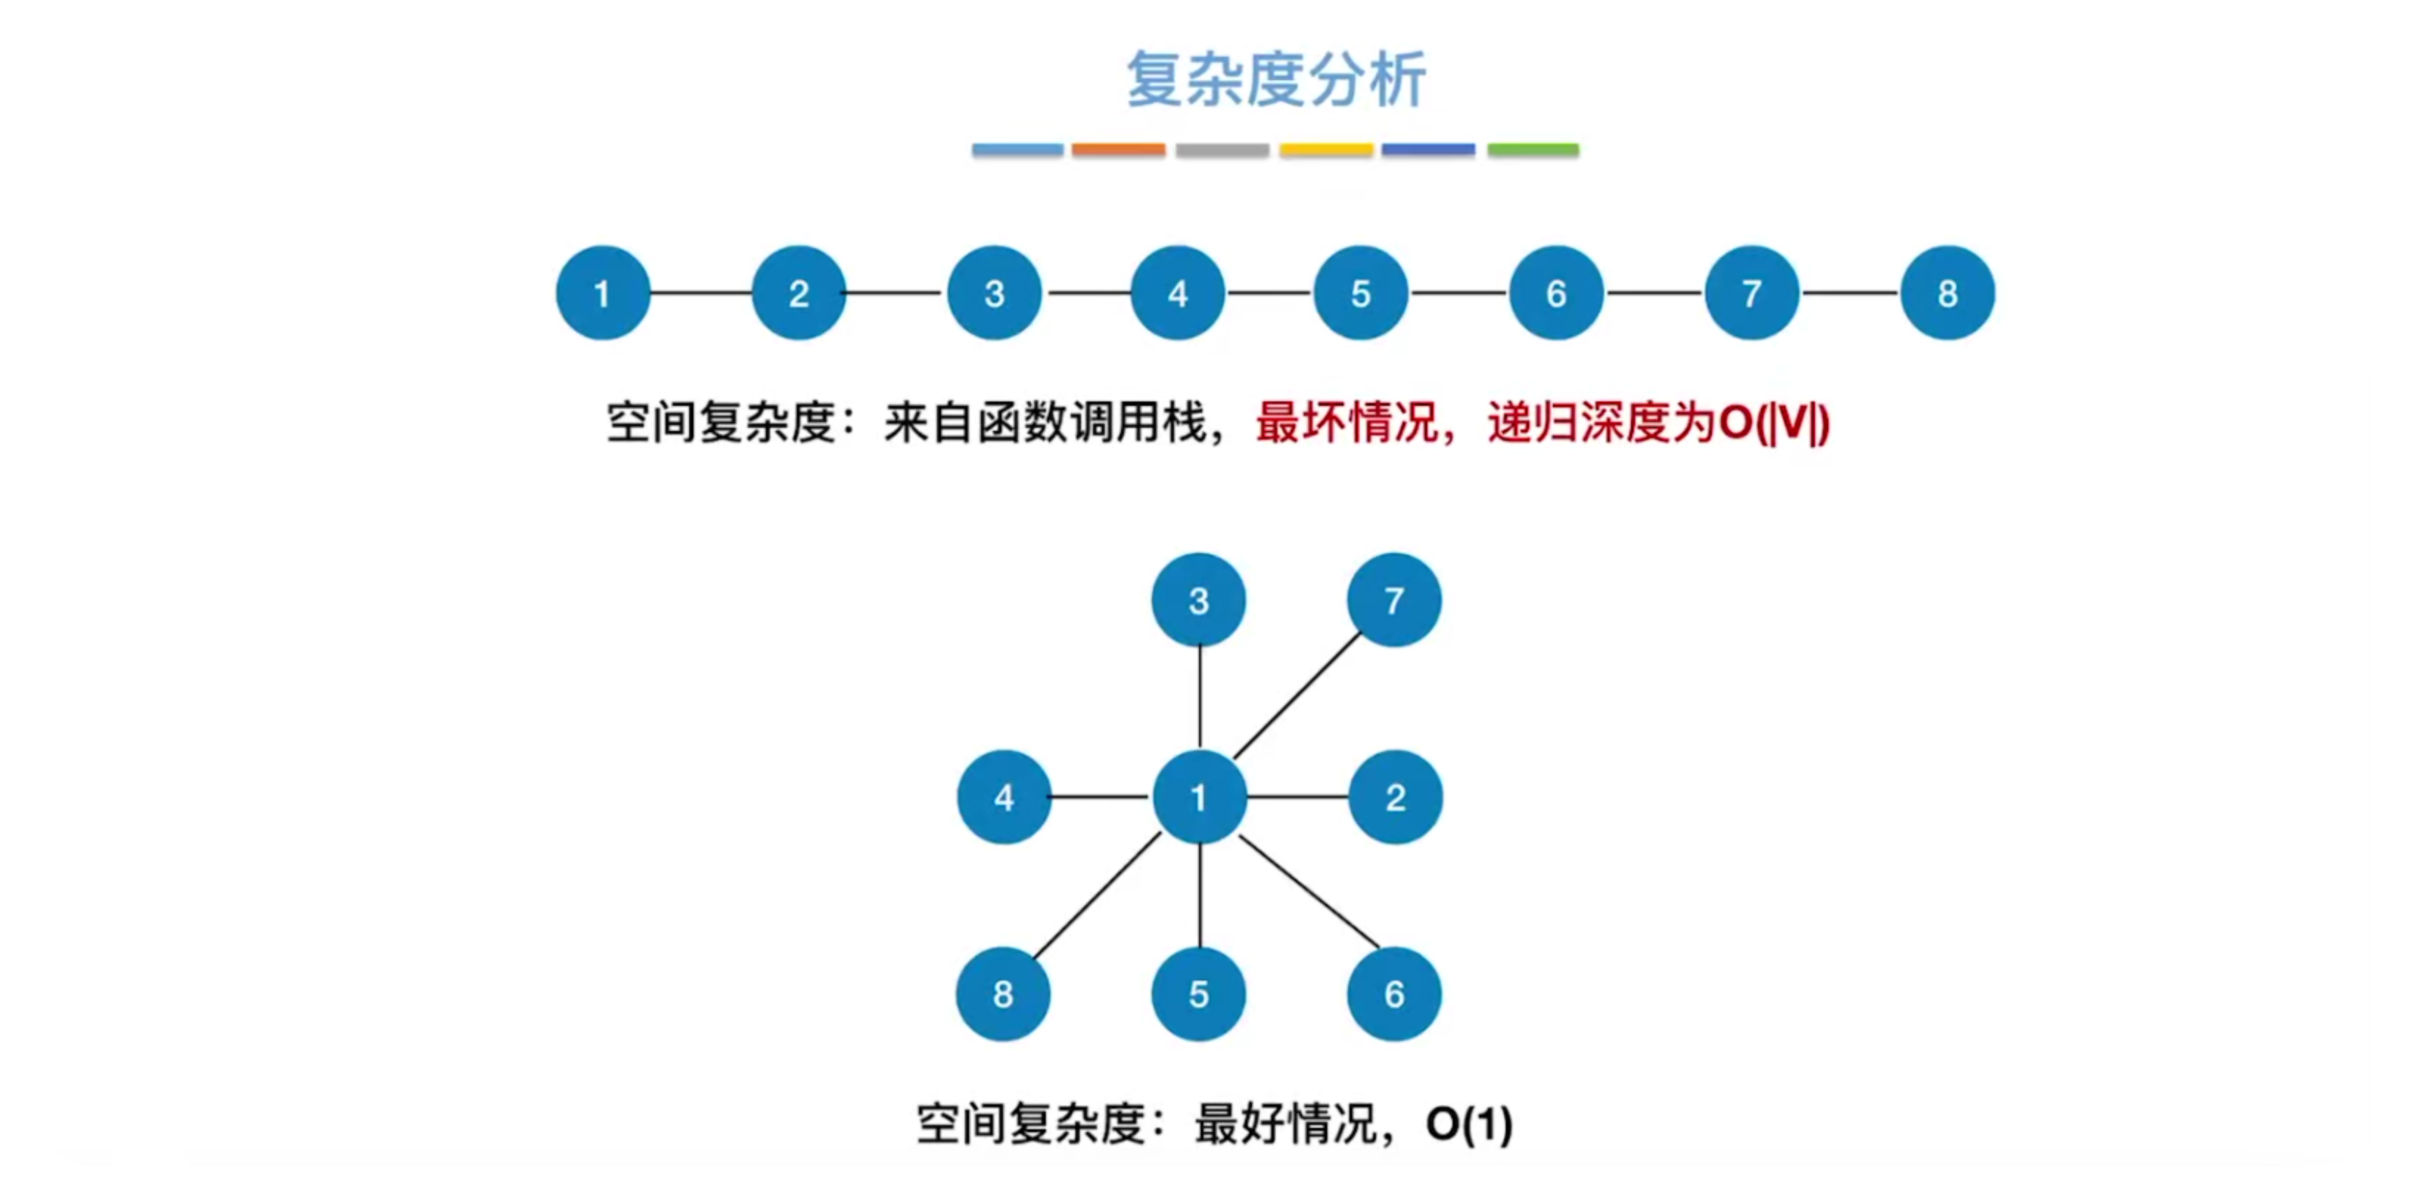 复杂度分析
1 2 3 4 5 6 7 8
空间复杂度：来自函数调用栈，最坏情况，递归深度为O(|V|)
3 7
4 1 2
8 5 6
空间复杂度：最好情况，O(1)